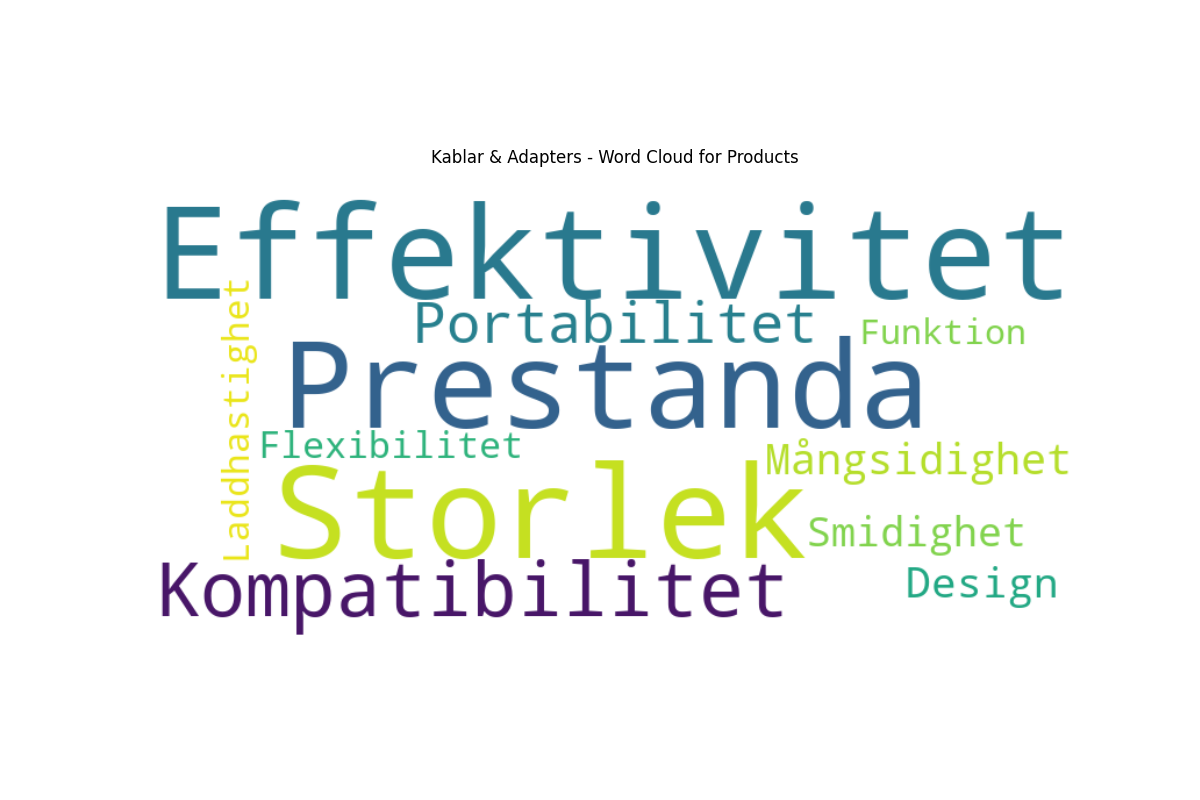 Kablar & Adapters - Word Cloud for Products
Effektivitet
Portabilitet
Funktion
Laddhastighet
Prestanda
Flexibilitet
Mångsidighet
Storlek
Smidighet
Kompatibilitet
Design